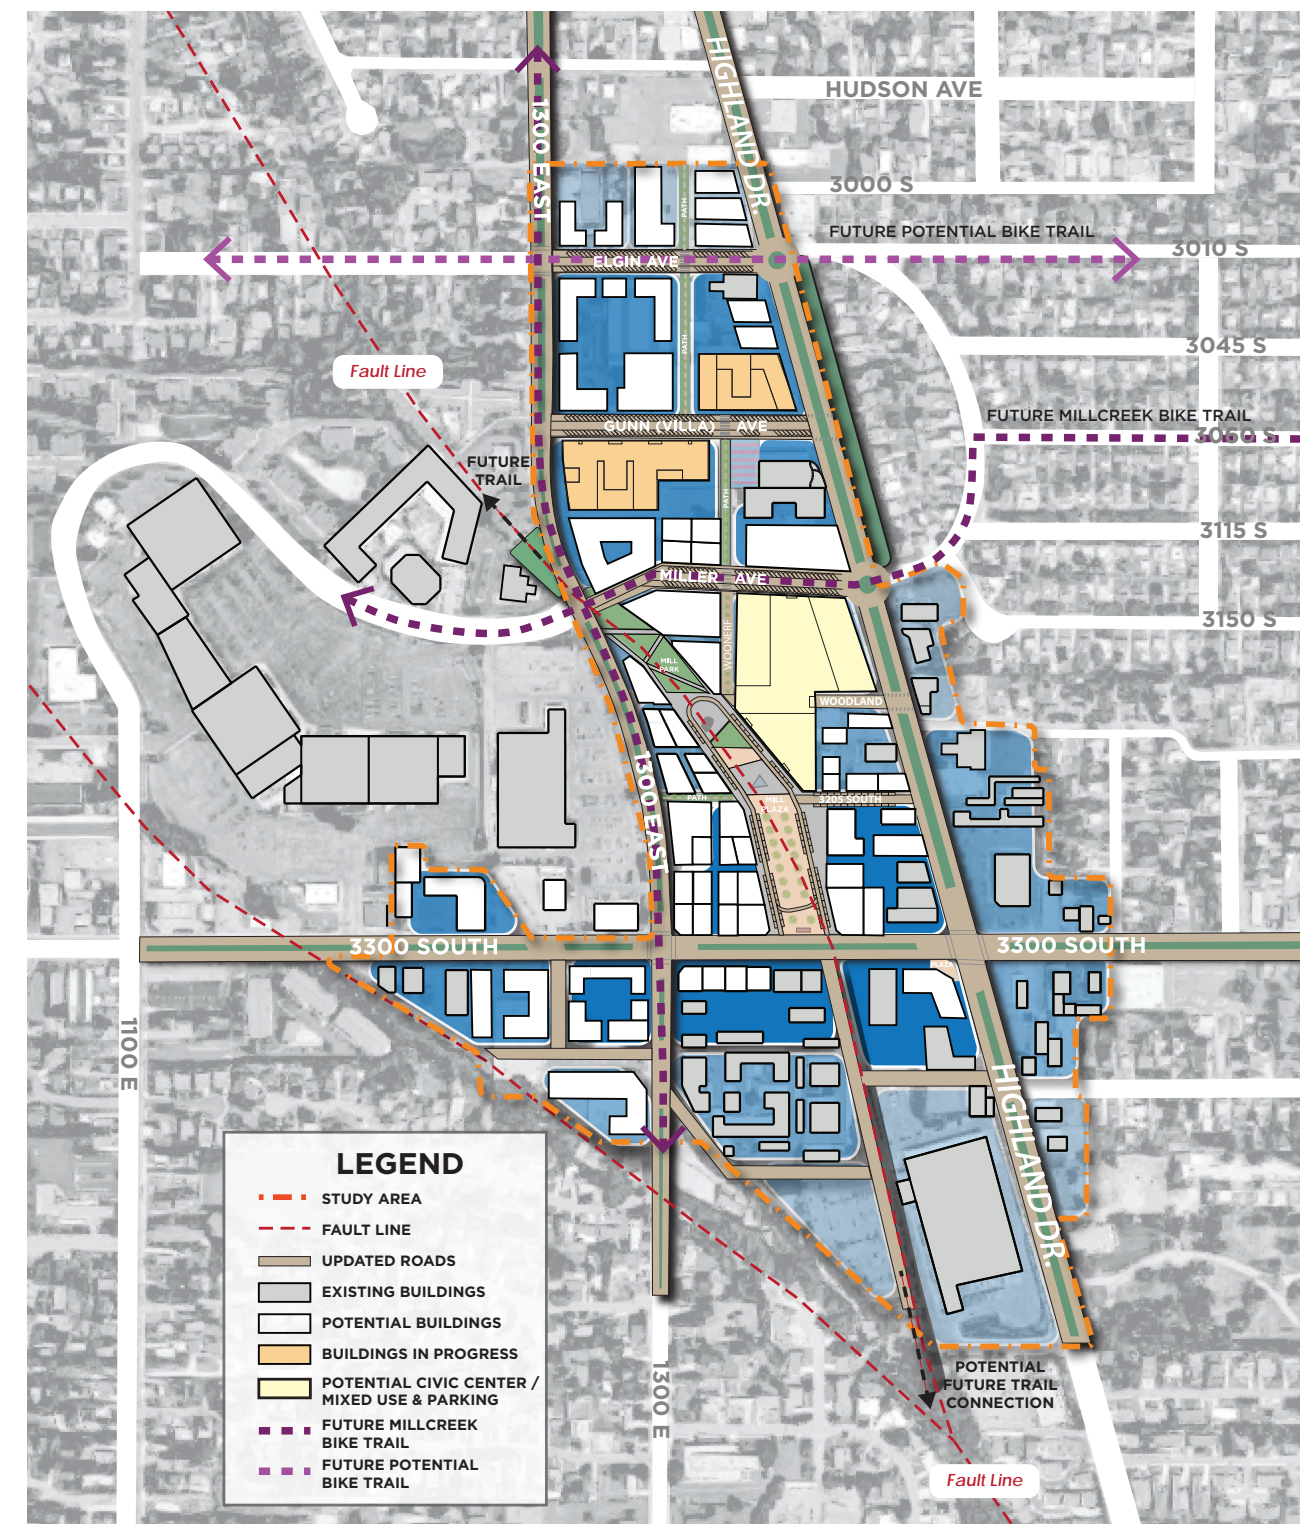 HIGHLAND DR.
HUDSON AVE
1300 EAST
3000 S
PATH
FUTURE POTENTIAL BIKE TRAIL
3010 S
ELGIN AVE
PATH
3045 S
Fault Line
FUTURE MILLCREEK BIKE TRAIL
3060 S
GUNN (VILLA) AVE
FUTURE
TRAIL
PATH
3115 S
MILLER AVE
3150 S
WOONERF
MILL
PARK
WOODLAND
1300 EAST
PATH
MILL
PLAZA
3205 SOUTH
3300 SOUTH
3300 SOUTH
PLAZA
1100 E
HIGHLAND DR.
LEGEND
STUDY AREA
FAULT LINE
UPDATED ROADS
EXISTING BUILDINGS
POTENTIAL BUILDINGS
BUILDINGS IN PROGRESS
POTENTIAL CIVIC CENTER /
MIXED USE & PARKING
FUTURE MILLCREEK
BIKE TRAIL
FUTURE POTENTIAL
BIKE TRAIL
1300 E
POTENTIAL
FUTURE TRAIL
CONNECTION
Fault Line